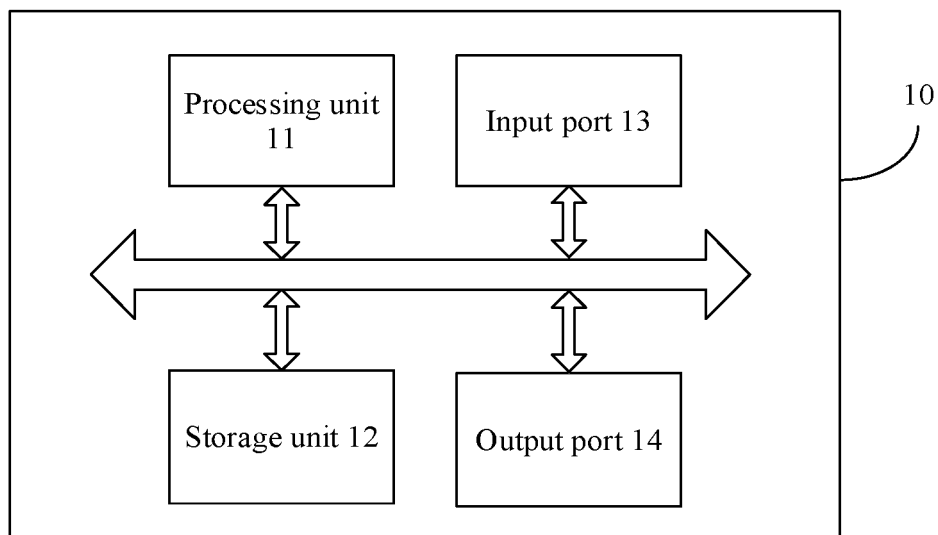 Processing unit
11
Input port 13
10
Storage unit 12
Output port 14